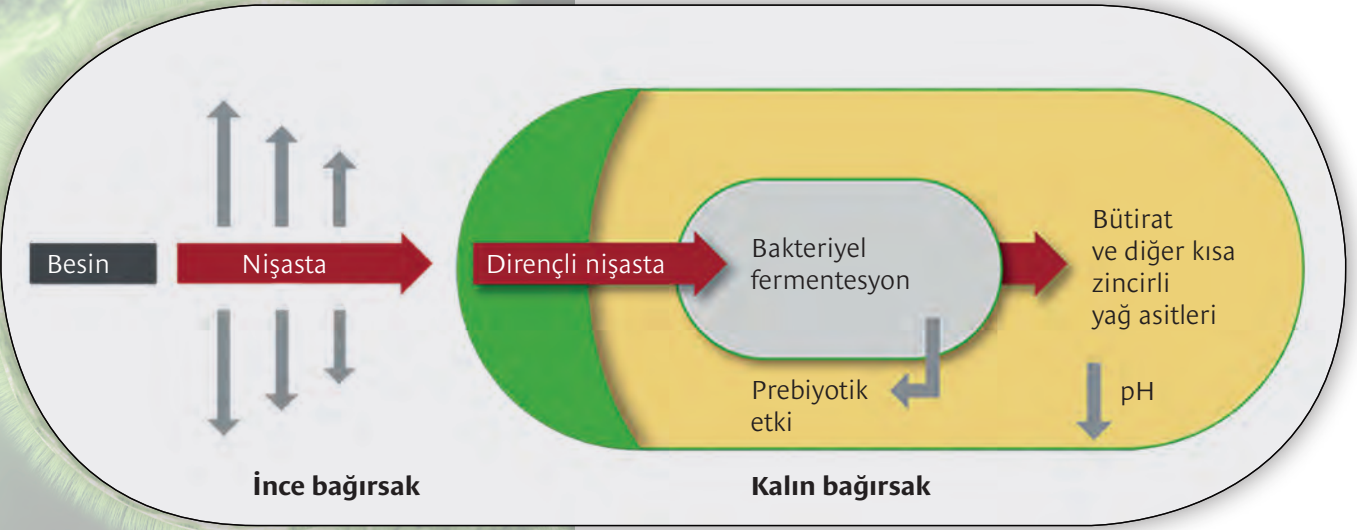 Besin
Nişasta
Dirençli nişasta
Bakteriyel
fermentesyon
Bütirat
ve diğer kısa
zincirli
yağ asitleri
Prebiyotik
etki
pH
İnce bağırsak
Kalın bağırsak